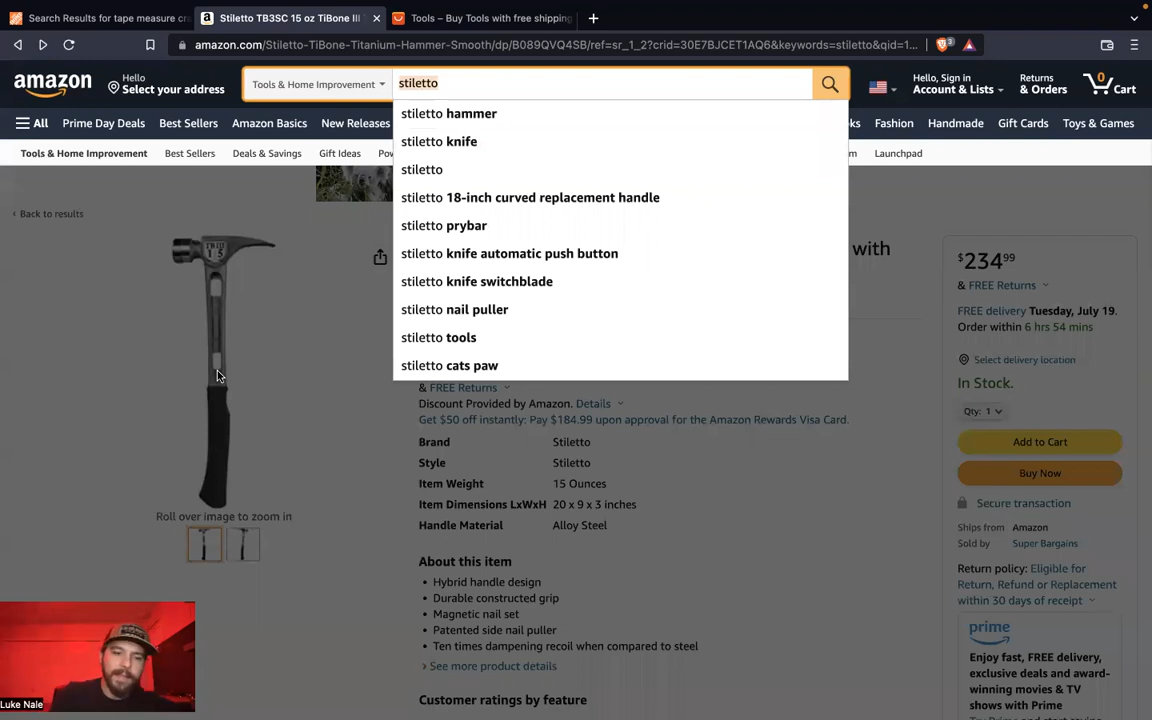 Search Results for tape measure cra
Stiletto TB3SC 15 oz TiBone III
Tools – Buy Tools with free shipping
amazon.com/Stiletto-TiBone-Titanium-Hammer-Smooth/dp/B089QVQ4SB/ref=sr_1_2?crid=30E7BJCET1AQ6&keywords=stiletto&qid=1...
3
amazon
Hello
Select your address
Tools & Home Improvement
stiletto
Hello, Sign in
Account & Lists
Returns
& Orders
0
Cart
All
Prime Day Deals
Best Sellers
Amazon Basics
New Releases
ks
Fashion
Handmade
Gift Cards
Toys & Games
Tools & Home Improvement
Best Sellers
Deals & Savings
Gift Ideas
Pow
m
Launchpad
stiletto hammer
stiletto knife
stiletto
stiletto 18-inch curved replacement handle
stiletto prybar
stiletto knife automatic push button
stiletto knife switchblade
stiletto nail puller
stiletto tools
stiletto cats paw
‹ Back to results
with
Roll over image to zoom in
& FREE Returns
Discount Provided by Amazon. Details
Get $50 off instantly: Pay $184.99 upon approval for the Amazon Rewards Visa Card.
Brand Stiletto
Style Stiletto
Item Weight 15 Ounces
Item Dimensions LxWxH 20 x 9 x 3 inches
Handle Material Alloy Steel
About this item
• Hybrid handle design
• Durable constructed grip
• Magnetic nail set
• Patented side nail puller
• Ten times dampening recoil when compared to steel
› See more product details
Customer ratings by feature
$234 99
& FREE Returns
FREE delivery Tuesday, July 19.
Order within 6 hrs 54 mins
Select delivery location
In Stock.
Qty: 1
Add to Cart
Buy Now
Secure transaction
Ships from Amazon
Sold by Super Bargains
Return policy: Eligible for
Return, Refund or Replacement
within 30 days of receipt
prime
Enjoy fast, FREE delivery,
exclusive deals and award-
winning movies & TV
shows with Prime
Luke Nale